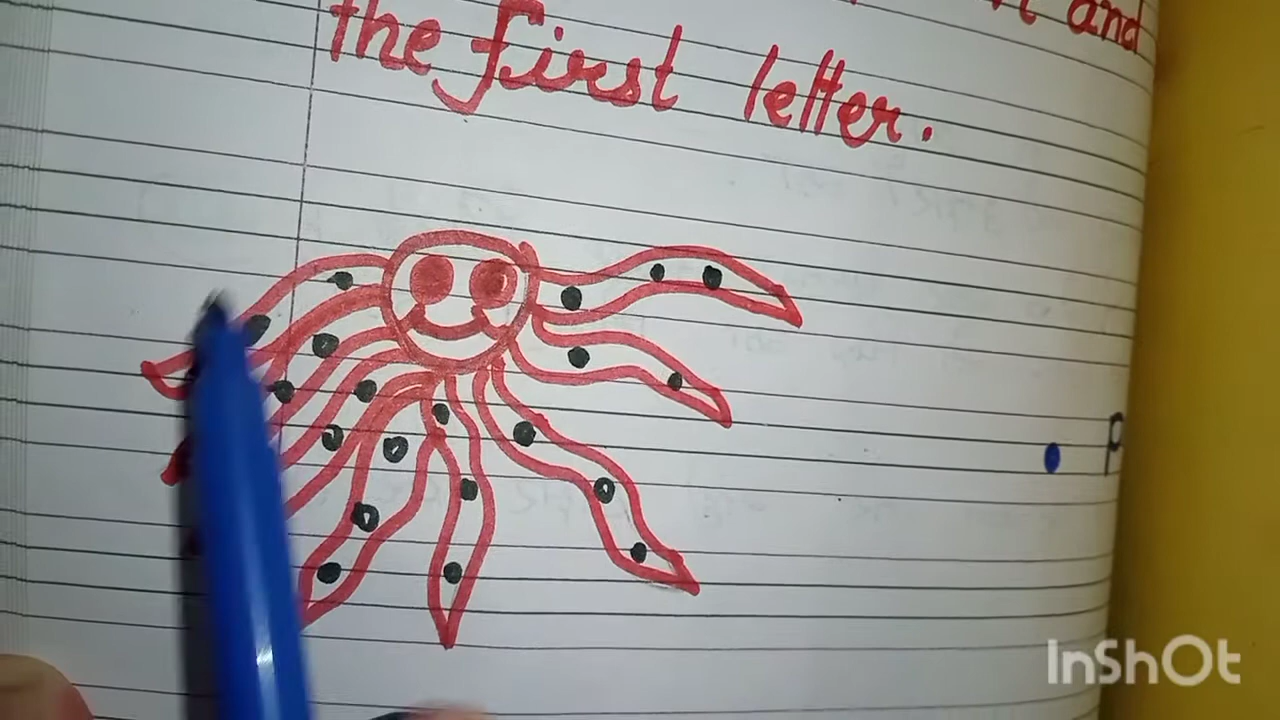 and
the first letter.
P
InShOt